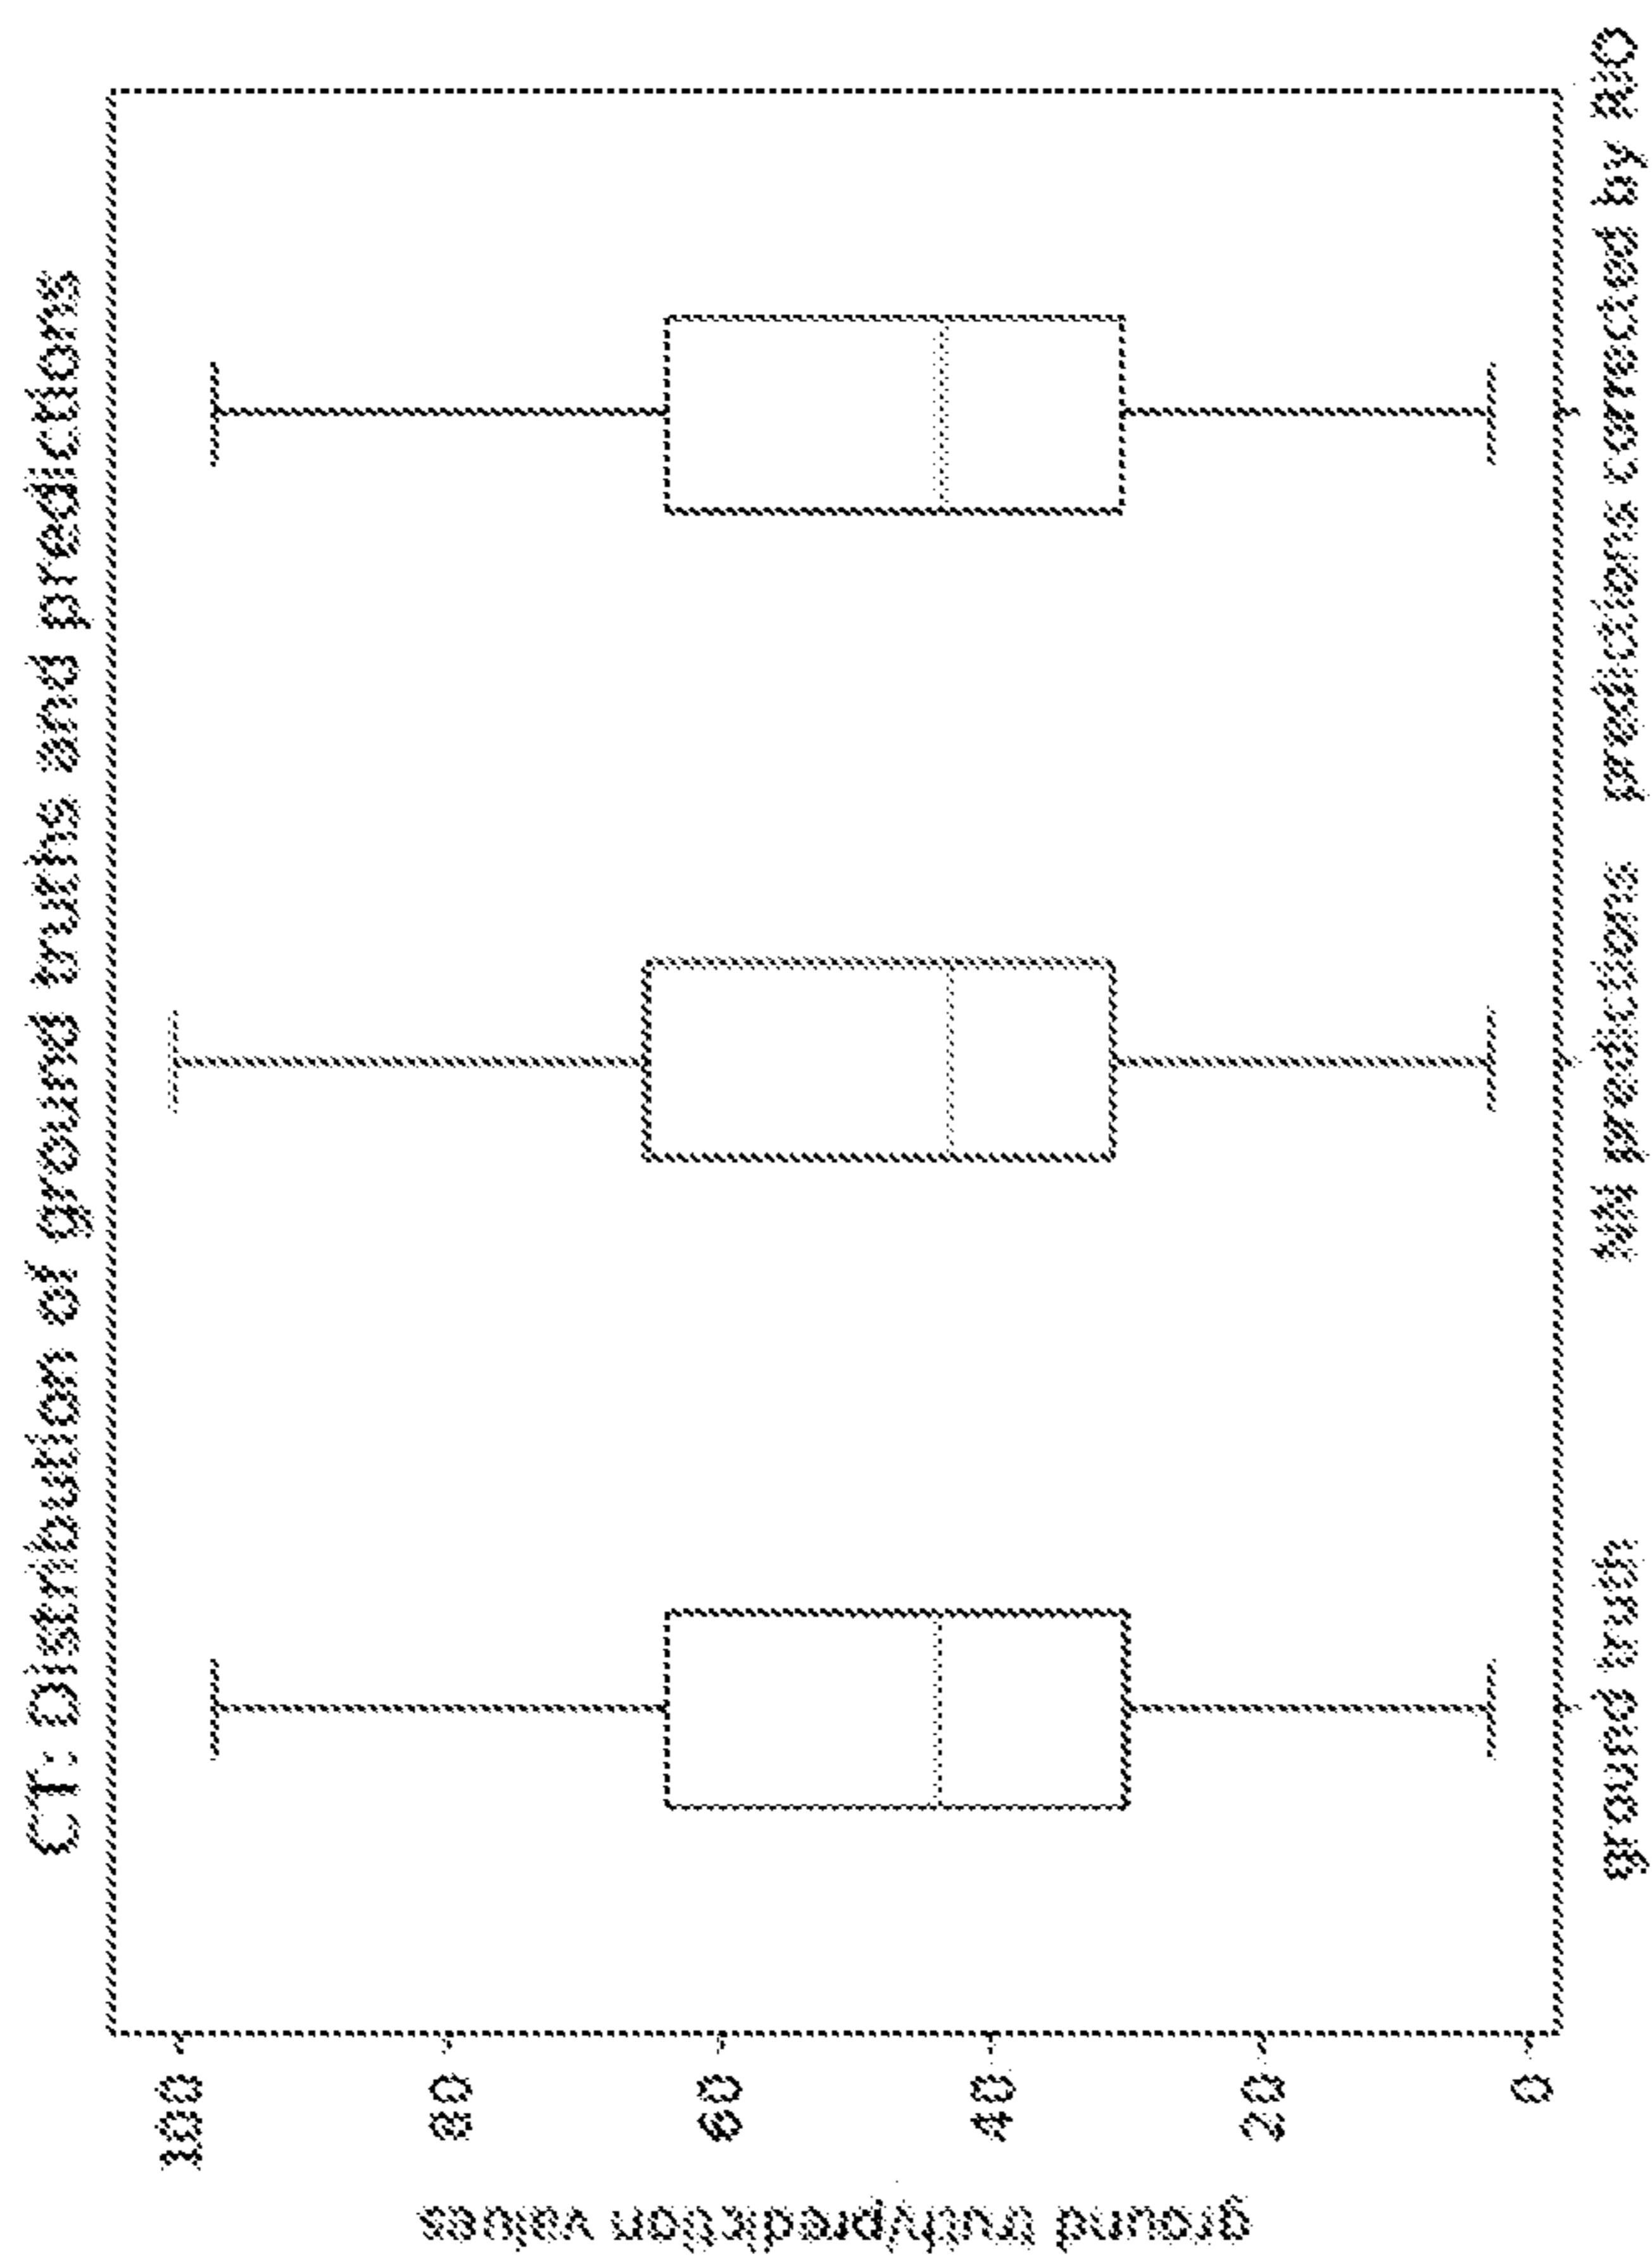 CT: Distribution of ground truths and predictions
ground truth/prediction values
100
80
60
40
20
0
ground truth
NN predictions
predictions corrected by RIO